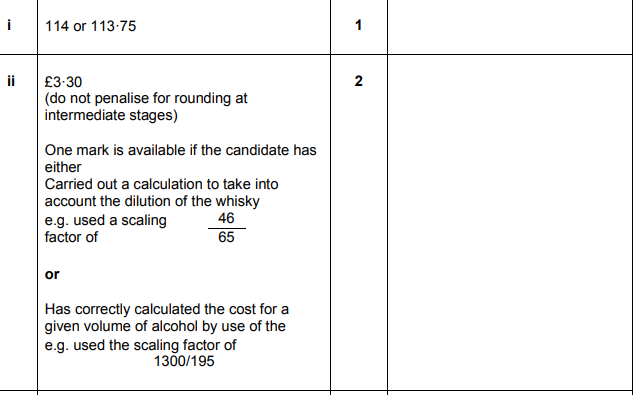 i 114 or 113·75 1
ii £3·30 2
(do not penalise for rounding at
intermediate stages)
One mark is available if the candidate has
either
Carried out a calculation to take into
account the dilution of the whisky
e.g. used a scaling 46
factor of 65
or
Has correctly calculated the cost for a
given volume of alcohol by use of the
e.g. used the scaling factor of
1300/195